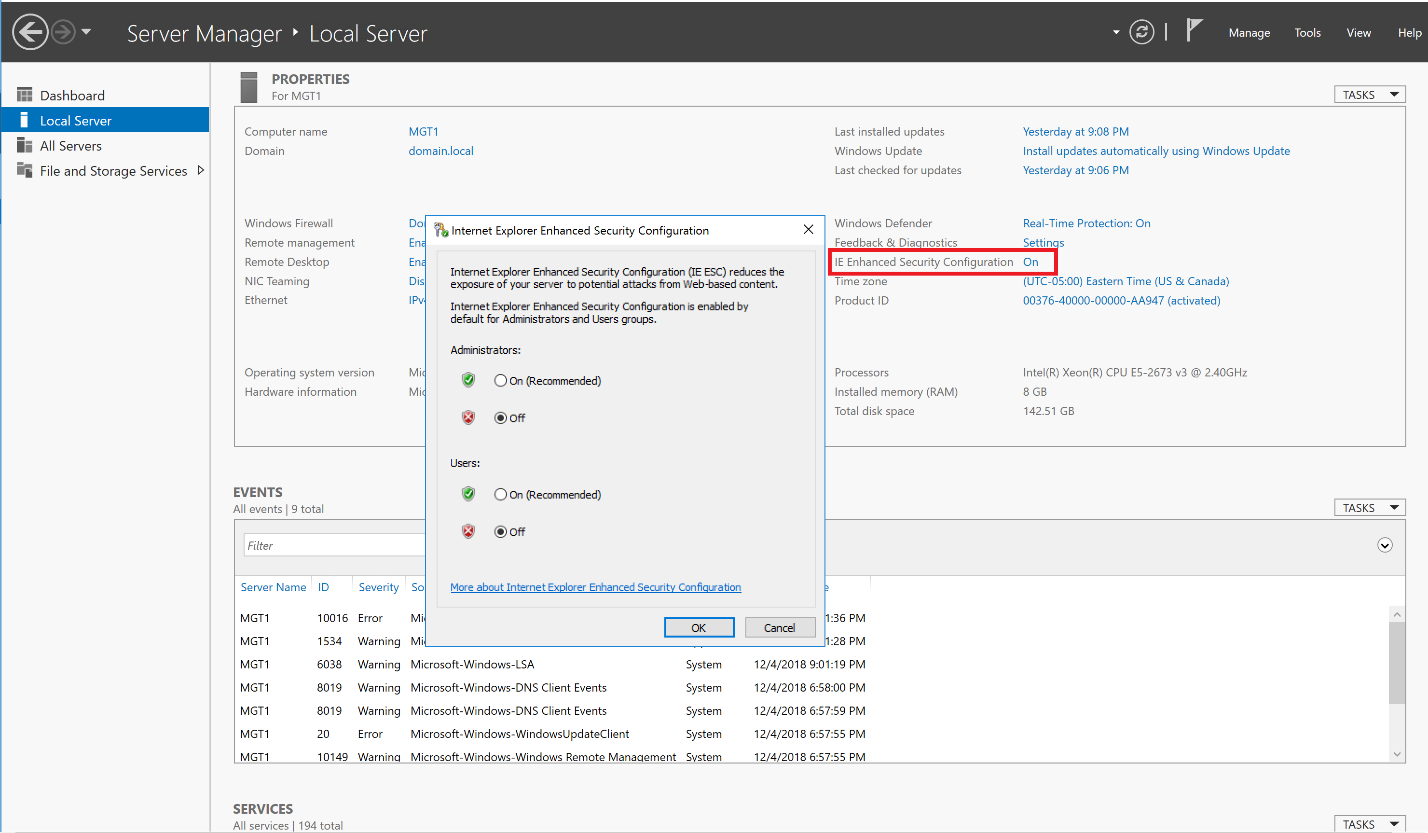 Server Manager ‣ Local Server
Manage Tools View Help
Dashboard
Local Server
All Servers
File and Storage Services
PROPERTIES
For MGT1
TASKS
Computer name MGT1
Domain domain.local
Last installed updates Yesterday at 9:08 PM
Windows Update Install updates automatically using Windows Update
Last checked for updates Yesterday at 9:06 PM
Windows Firewall Do
Remote management Ena
Remote Desktop Ena
NIC Teaming Dis
Ethernet IPv
Windows Defender Real-Time Protection: On
Feedback & Diagnostics Settings
IE Enhanced Security Configuration On
Time zone (UTC-05:00) Eastern Time (US & Canada)
Product ID 00376-40000-00000-AA947 (activated)
Operating system version Mic
Hardware information Mic
Processors Intel(R) Xeon(R) CPU E5-2673 v3 @ 2.40GHz
Installed memory (RAM) 8 GB
Total disk space 142.51 GB
Internet Explorer Enhanced Security Configuration
Internet Explorer Enhanced Security Configuration (IE ESC) reduces the
exposure of your server to potential attacks from Web-based content.
Internet Explorer Enhanced Security Configuration is enabled by
default for Administrators and Users groups.
Administrators:
On (Recommended)
Off
Users:
On (Recommended)
Off
More about Internet Explorer Enhanced Security Configuration
OK Cancel
EVENTS
All events | 9 total
TASKS
Filter
Server Name ID Severity So e
MGT1 10016 Error Mi 1:36 PM
MGT1 1534 Warning Mi 1:28 PM
MGT1 6038 Warning Microsoft-Windows-LSA System 12/4/2018 9:01:19 PM
MGT1 8019 Warning Microsoft-Windows-DNS Client Events System 12/4/2018 6:58:00 PM
MGT1 8019 Warning Microsoft-Windows-DNS Client Events System 12/4/2018 6:57:59 PM
MGT1 20 Error Microsoft-Windows-WindowsUpdateClient System 12/4/2018 6:57:55 PM
MGT1 10149 Warning Microsoft-Windows-Windows Remote Management System 12/4/2018 6:57:55 PM
SERVICES
All services | 194 total
TASKS